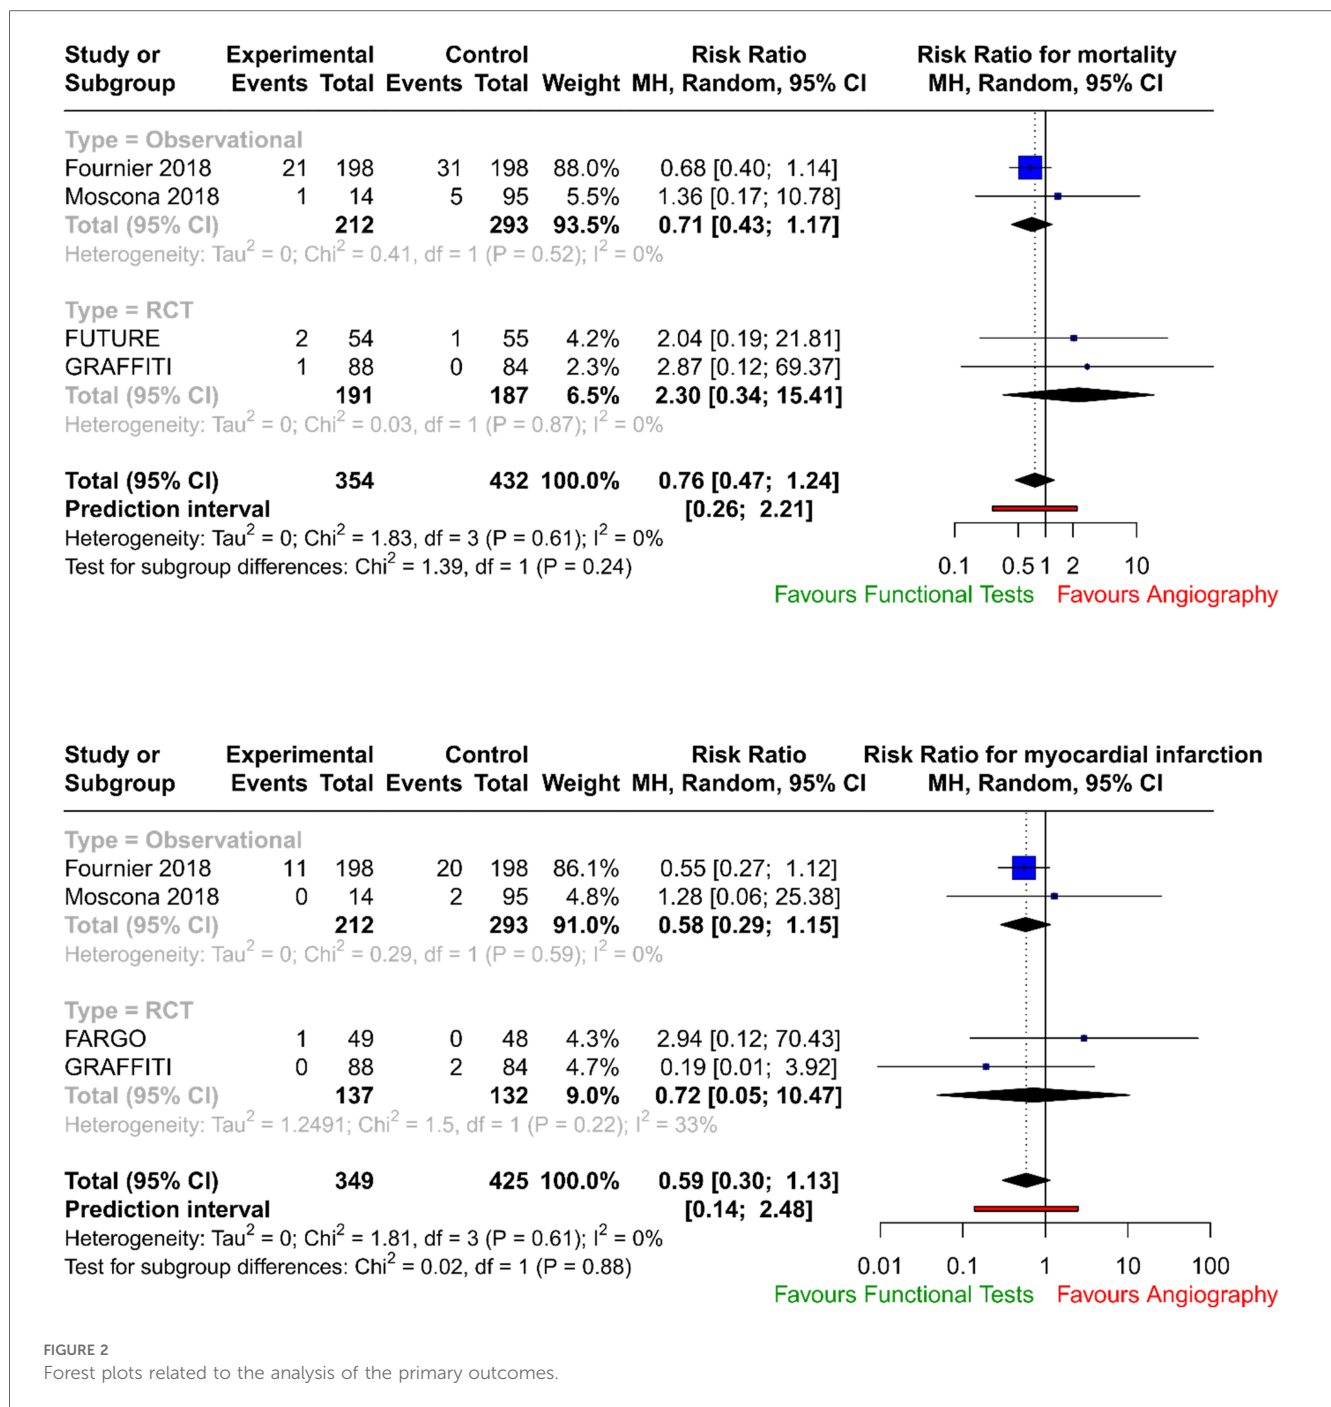 Study or Experimental Control Risk Ratio Risk Ratio for mortality
Subgroup Events Total Events Total Weight MH, Random, 95% CI MH, Random, 95% CI
Type = Observational
Fournier 2018 21 198 31 198 88.0% 0.68 [0.40; 1.14]
Moscona 2018 1 14 5 95 5.5% 1.36 [0.17; 10.78]
Total (95% CI) 212 293 93.5% 0.71 [0.43; 1.17]
Heterogeneity: Tau² = 0; Chi² = 0.41, df = 1 (P = 0.52); I² = 0%
Type = RCT
FUTURE 2 54 1 55 4.2% 2.04 [0.19; 21.81]
GRAFFITI 1 88 0 84 2.3% 2.87 [0.12; 69.37]
Total (95% CI) 191 187 6.5% 2.30 [0.34; 15.41]
Heterogeneity: Tau² = 0; Chi² = 0.03, df = 1 (P = 0.87); I² = 0%
Total (95% CI) 354 432 100.0% 0.76 [0.47; 1.24]
Prediction interval [0.26; 2.21]
Heterogeneity: Tau² = 0; Chi² = 1.83, df = 3 (P = 0.61); I² = 0%
Test for subgroup differences: Chi² = 1.39, df = 1 (P = 0.24) 0.1 0.5 1 2 10
Favours Functional Tests Favours Angiography
Study or Experimental Control Risk Ratio Risk Ratio for myocardial infarction
Subgroup Events Total Events Total Weight MH, Random, 95% CI MH, Random, 95% CI
Type = Observational
Fournier 2018 11 198 20 198 86.1% 0.55 [0.27; 1.12]
Moscona 2018 0 14 2 95 4.8% 1.28 [0.06; 25.38]
Total (95% CI) 212 293 91.0% 0.58 [0.29; 1.15]
Heterogeneity: Tau² = 0; Chi² = 0.29, df = 1 (P = 0.59); I² = 0%
Type = RCT
FARGO 1 49 0 48 4.3% 2.94 [0.12; 70.43]
GRAFFITI 0 88 2 84 4.7% 0.19 [0.01; 3.92]
Total (95% CI) 137 132 9.0% 0.72 [0.05; 10.47]
Heterogeneity: Tau² = 1.2491; Chi² = 1.5, df = 1 (P = 0.22); I² = 33%
Total (95% CI) 349 425 100.0% 0.59 [0.30; 1.13]
Prediction interval [0.14; 2.48]
Heterogeneity: Tau² = 0; Chi² = 1.81, df = 3 (P = 0.61); I² = 0%
Test for subgroup differences: Chi² = 0.02, df = 1 (P = 0.88) 0.01 0.1 1 10 100
Favours Functional Tests Favours Angiography
FIGURE 2
Forest plots related to the analysis of the primary outcomes.